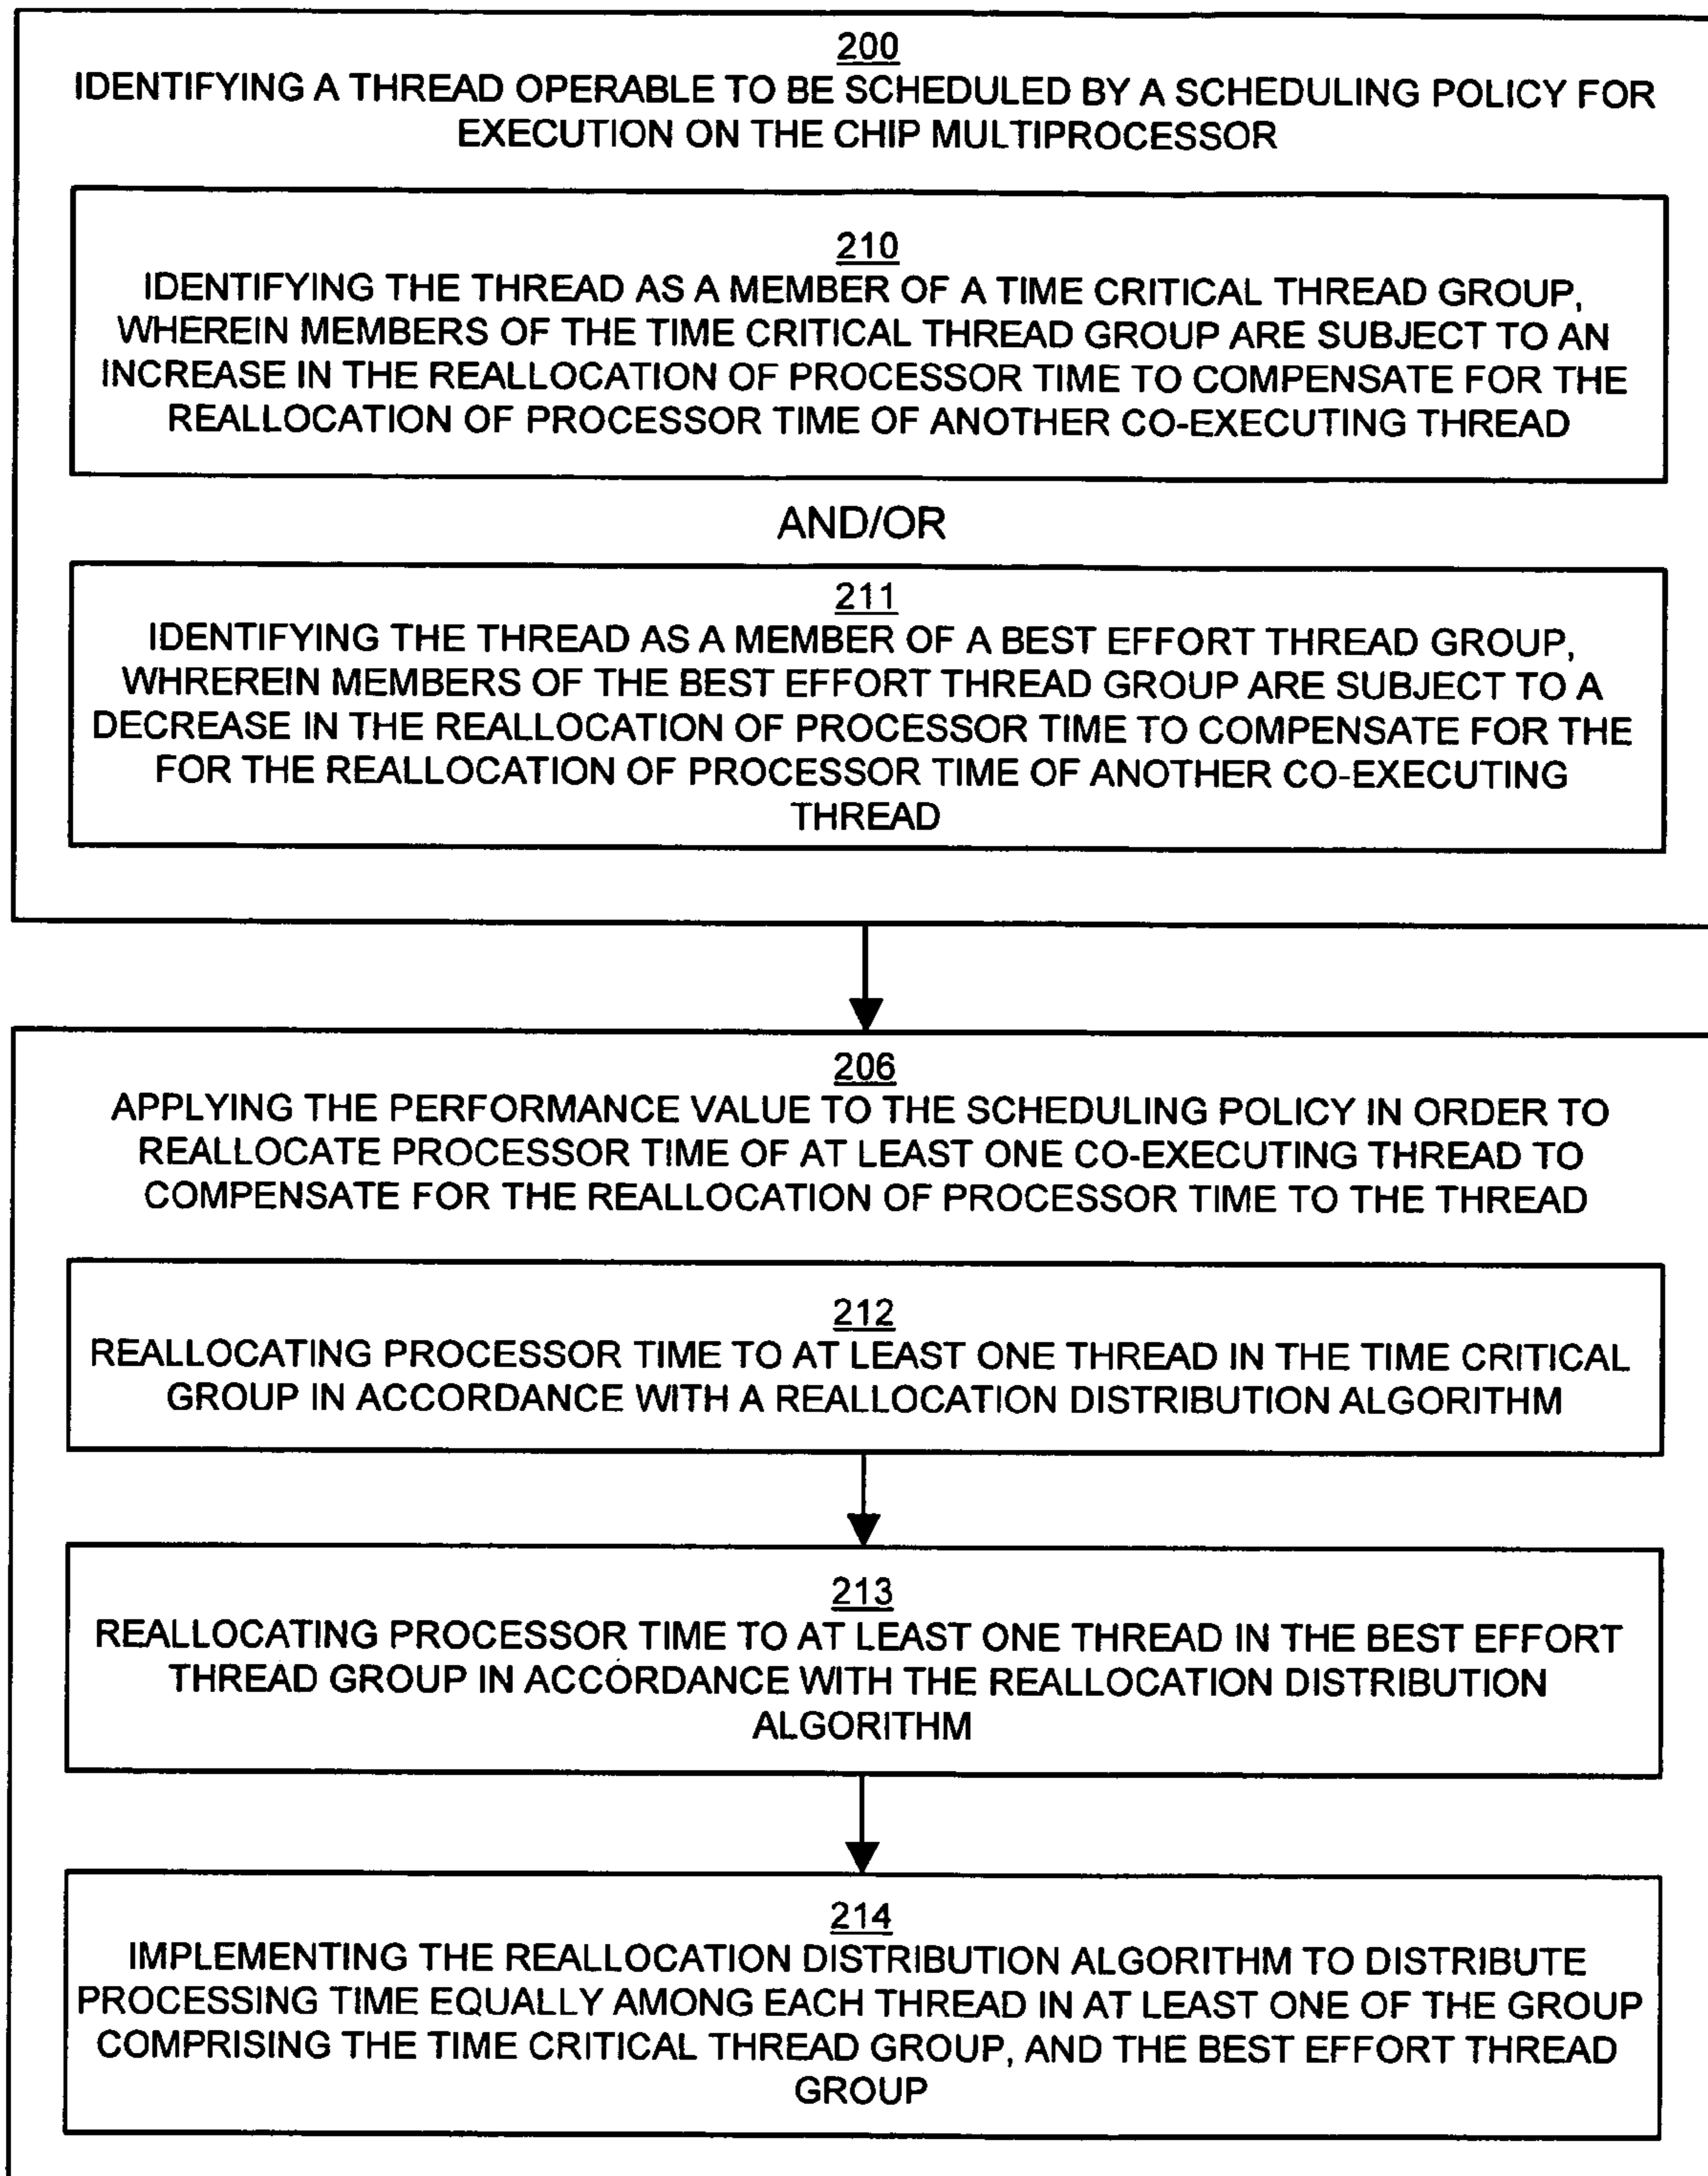 200
IDENTIFYING A THREAD OPERABLE TO BE SCHEDULED BY A SCHEDULING POLICY FOR
EXECUTION ON THE CHIP MULTIPROCESSOR
210
IDENTIFYING THE THREAD AS A MEMBER OF A TIME CRITICAL THREAD GROUP,
WHEREIN MEMBERS OF THE TIME CRITICAL THREAD GROUP ARE SUBJECT TO AN
INCREASE IN THE REALLOCATION OF PROCESSOR TIME TO COMPENSATE FOR THE
REALLOCATION OF PROCESSOR TIME OF ANOTHER CO-EXECUTING THREAD
AND/OR
211
IDENTIFYING THE THREAD AS A MEMBER OF A BEST EFFORT THREAD GROUP,
WHREREIN MEMBERS OF THE BEST EFFORT THREAD GROUP ARE SUBJECT TO A
DECREASE IN THE REALLOCATION OF PROCESSOR TIME TO COMPENSATE FOR THE
FOR THE REALLOCATION OF PROCESSOR TIME OF ANOTHER CO-EXECUTING
THREAD
206
APPLYING THE PERFORMANCE VALUE TO THE SCHEDULING POLICY IN ORDER TO
REALLOCATE PROCESSOR TIME OF AT LEAST ONE CO-EXECUTING THREAD TO
COMPENSATE FOR THE REALLOCATION OF PROCESSOR TIME TO THE THREAD
212
REALLOCATING PROCESSOR TIME TO AT LEAST ONE THREAD IN THE TIME CRITICAL
GROUP IN ACCORDANCE WITH A REALLOCATION DISTRIBUTION ALGORITHM
213
REALLOCATING PROCESSOR TIME TO AT LEAST ONE THREAD IN THE BEST EFFORT
THREAD GROUP IN ACCORDANCE WITH THE REALLOCATION DISTRIBUTION
ALGORITHM
214
IMPLEMENTING THE REALLOCATION DISTRIBUTION ALGORITHM TO DISTRIBUTE
PROCESSING TIME EQUALLY AMONG EACH THREAD IN AT LEAST ONE OF THE GROUP
COMPRISING THE TIME CRITICAL THREAD GROUP, AND THE BEST EFFORT THREAD
GROUP